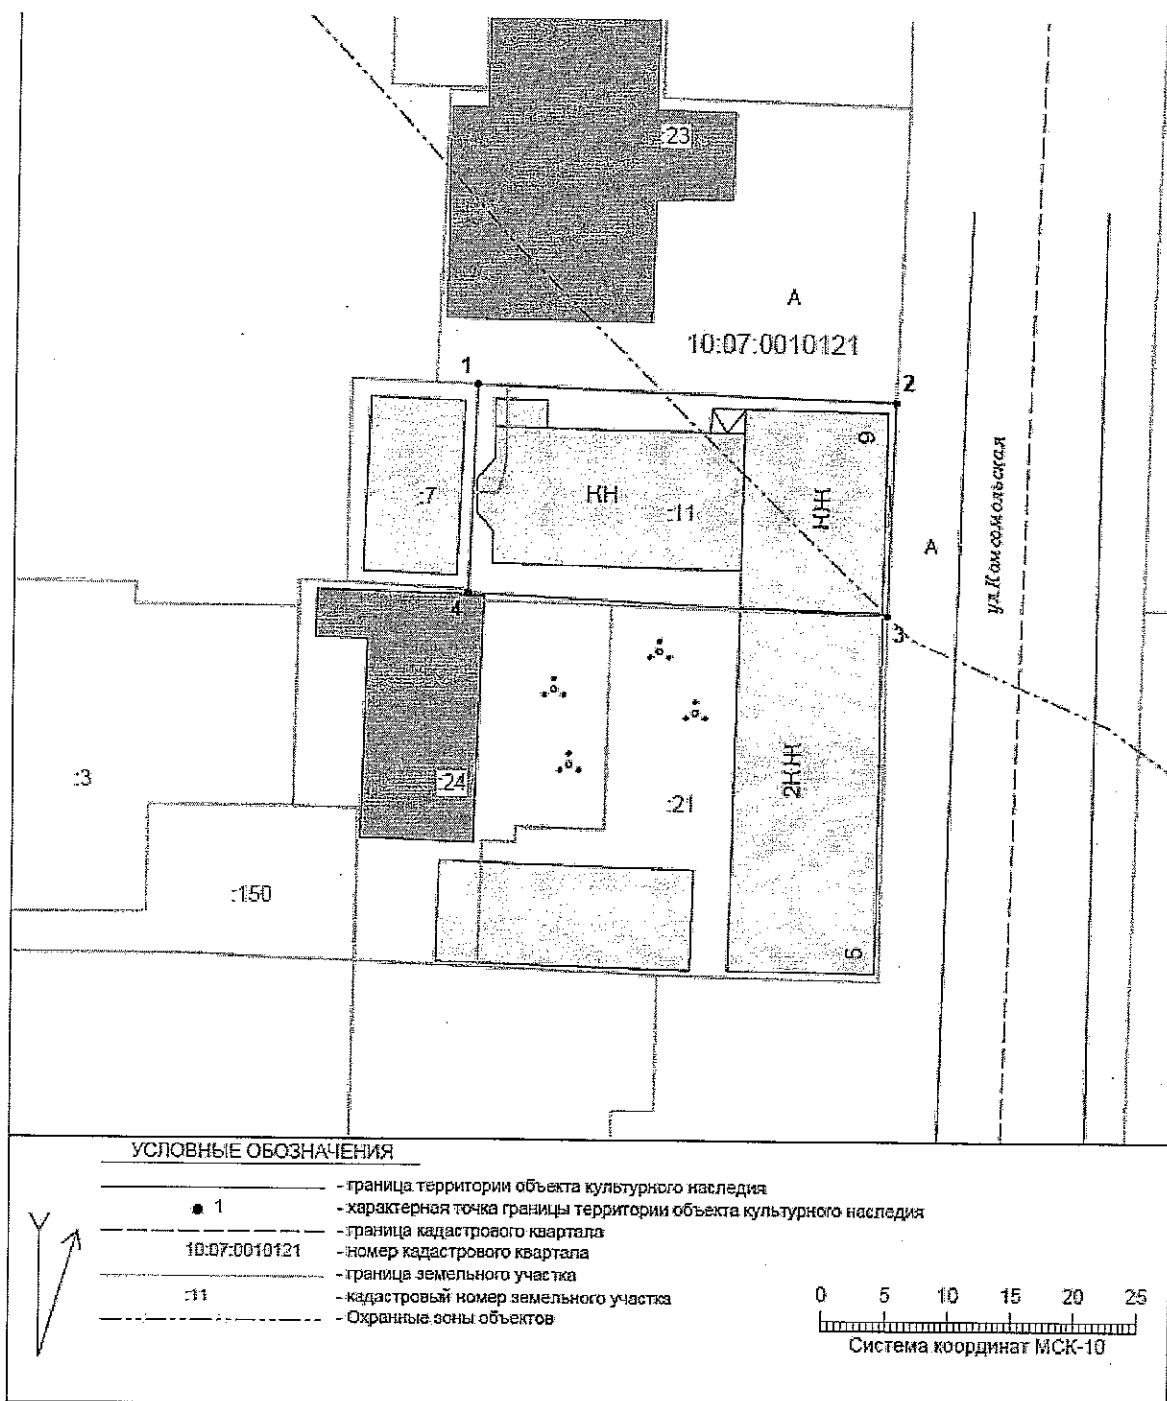 :23
А
10:07:0010121
1
2
9
:7
КН
:11
НЖ
А
ул.Комсомольская
4
3
:3
:24
2КЖ
:21
:150
5
УСЛОВНЫЕ ОБОЗНАЧЕНИЯ
- граница территории объекта культурного наследия
1 - характерная точка границы территории объекта культурного наследия
- граница кадастрового квартала
10:07:0010121 - номер кадастрового квартала
- граница земельного участка
:11 - кадастровый номер земельного участка
- Охранные зоны объектов
0 5 10 15 20 25
Система координат МСК-10